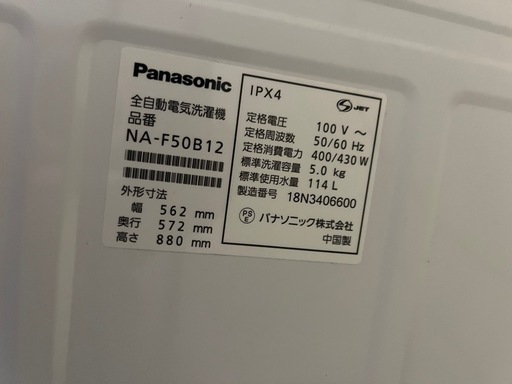 Panasonic
全自動電気洗濯機
品番
NA-F50B12
外形寸法
幅 562 mm
奥行 572 mm
高さ 880 mm
IPX4
S JET
定格電圧 100 V ～
定格周波数 50/60 Hz
定格消費電力 400/430 W
標準洗濯容量 5.0 kg
標準使用水量 114 L
製造番号 18N3406600
PSE パナソニック株式会社
中国製